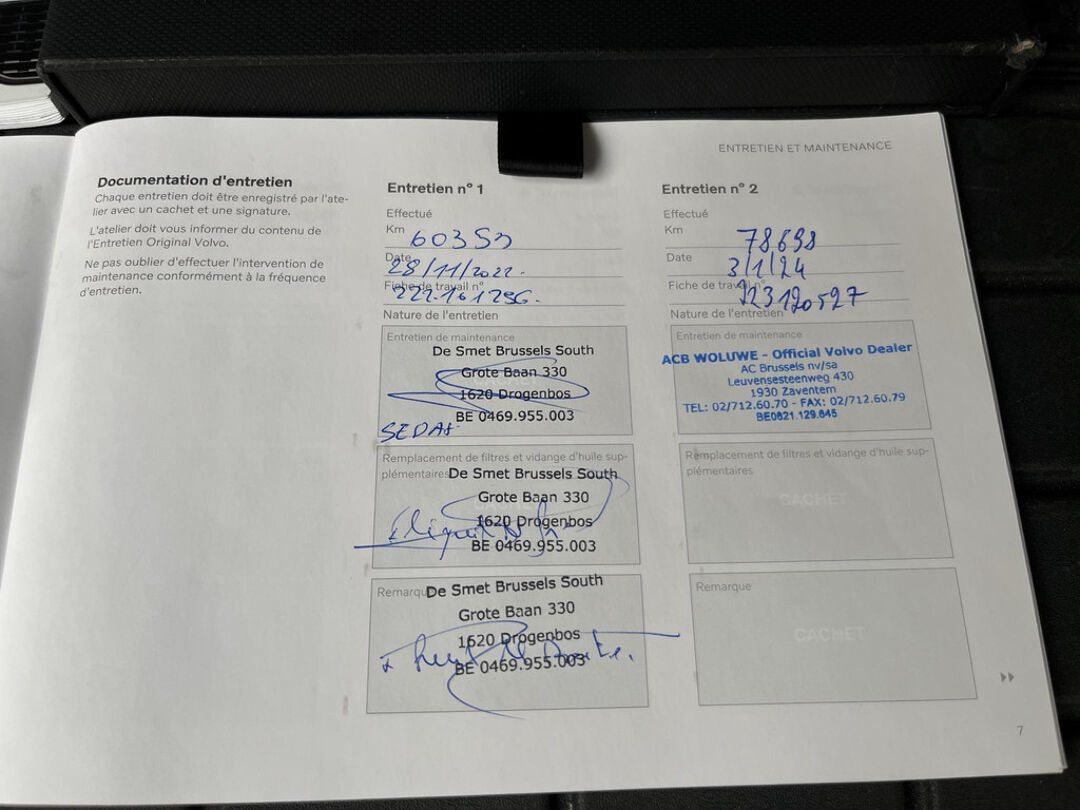 ENTRETIEN ET MAINTENANCE
Documentation d'entretien
Chaque entretien doit être enregistré par l'ate-
lier avec un cachet et une signature.
L'atelier doit vous informer du contenu de
l'Entretien Original Volvo.
Ne pas oublier d'effectuer l'intervention de
maintenance conformément à la fréquence
d'entretien.
Entretien n° 1
Effectué
Km 60353
Date 28/11/2022.
Fiche de travail n° 222.161296.
Nature de l'entretien
Entretien de maintenance
De Smet Brussels South
Grote Baan 330
1620 Drogenbos
BE 0469.955.003
Remplacement de filtres et vidange d'huile sup-
plémentaires
De Smet Brussels South
Grote Baan 330
1620 Drogenbos
BE 0469.955.003
Remarque
De Smet Brussels South
Grote Baan 330
1620 Drogenbos
BE 0469.955.003
Entretien n° 2
Effectué
Km 78698
Date 3/1/24
Fiche de travail n° 223120527
Nature de l'entretien
Entretien de maintenance
ACB WOLUWE - Official Volvo Dealer
AC Brussels nv/sa
Leuvensesteenweg 430
1930 Zaventem
TEL: 02/712.60.70 - FAX: 02/712.60.79
BE0821.129.645
Remplacement de filtres et vidange d'huile sup-
plémentaires
CACHET
Remarque
CACHET
7